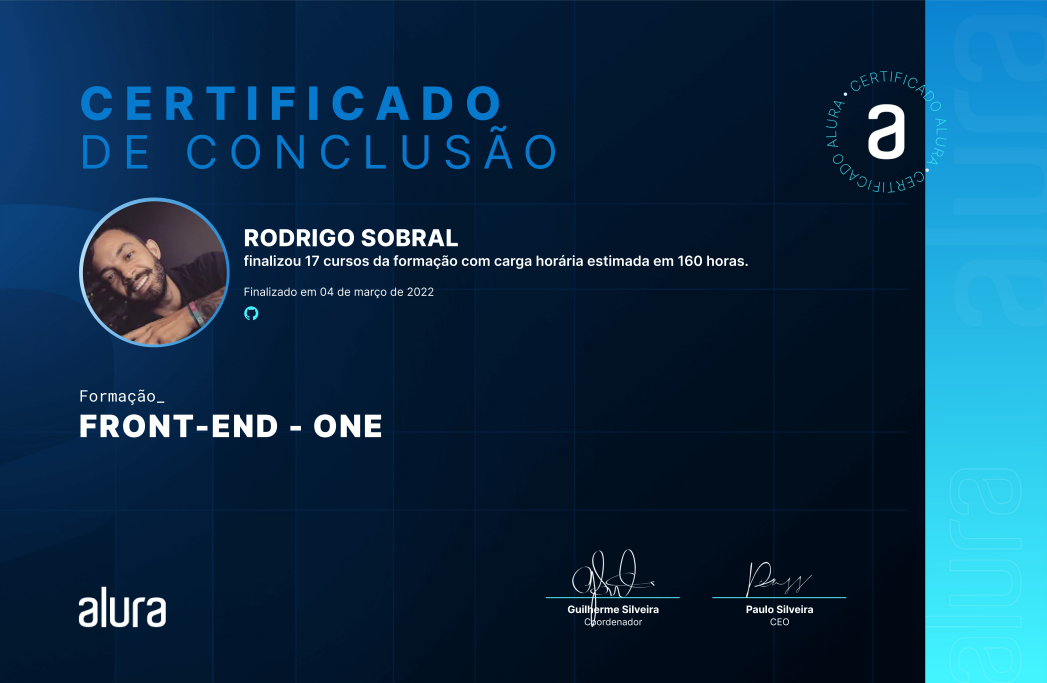 CERTIFICADO
DE CONCLUSÃO
CERTIFICADO ALURA • CERTIFICADO ALURA •
a
RODRIGO SOBRAL
finalizou 17 cursos da formação com carga horária estimada em 160 horas.
Finalizado em 04 de março de 2022
Formação_
FRONT-END - ONE
alura
Guilherme Silveira
Coordenador
Paulo Silveira
CEO
alura
alura